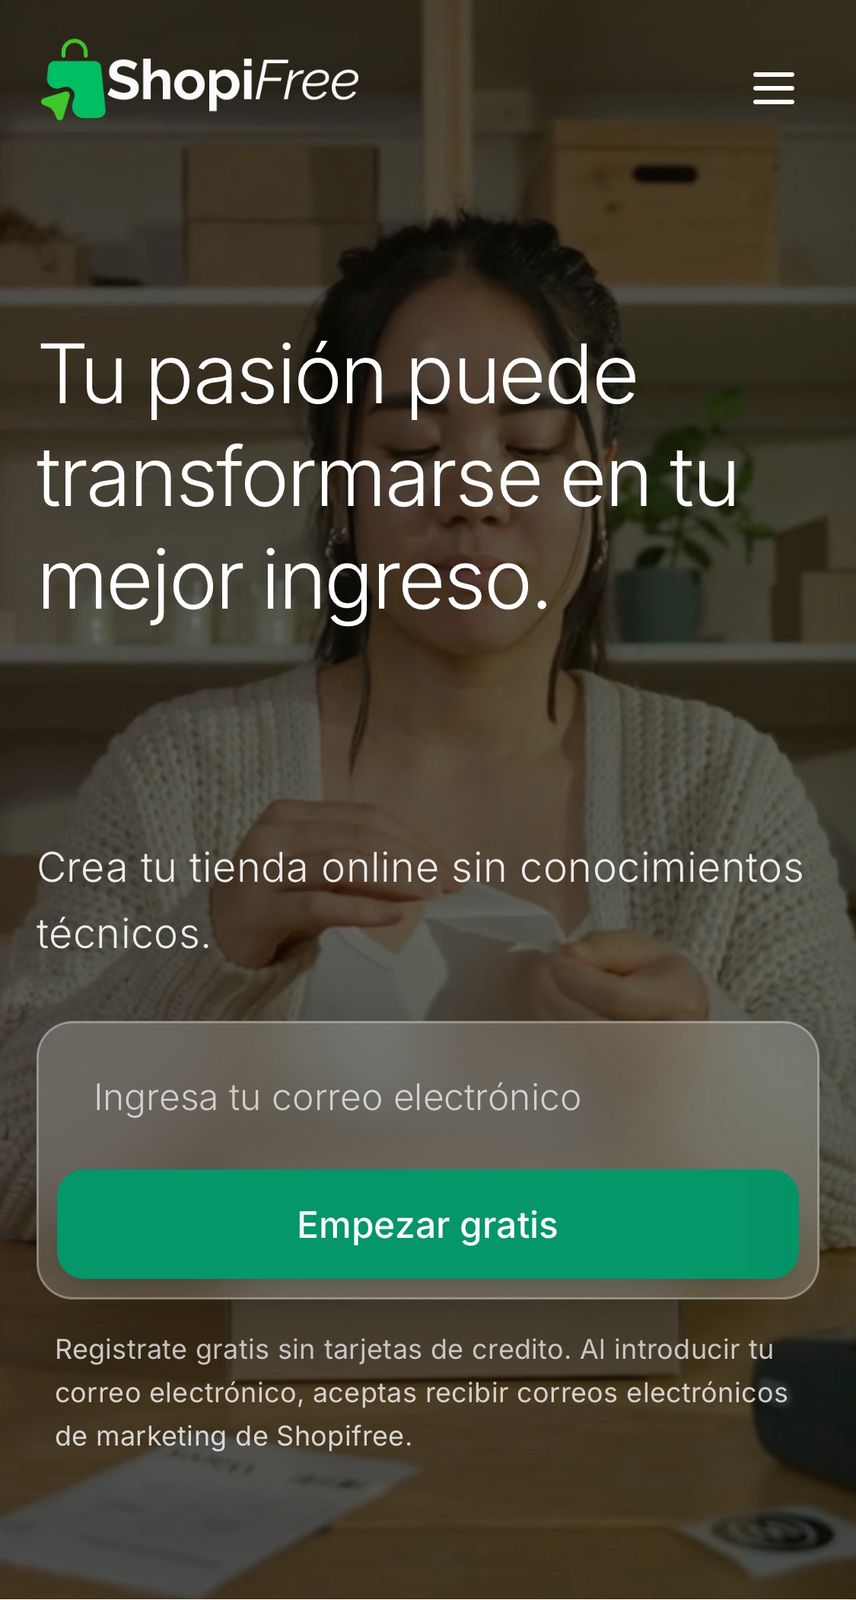 ShopiFree
Tu pasión puede
transformarse en tu
mejor ingreso.
Crea tu tienda online sin conocimientos
técnicos.
Ingresa tu correo electrónico
Empezar gratis
Registrate gratis sin tarjetas de credito. Al introducir tu
correo electrónico, aceptas recibir correos electrónicos
de marketing de Shopifree.